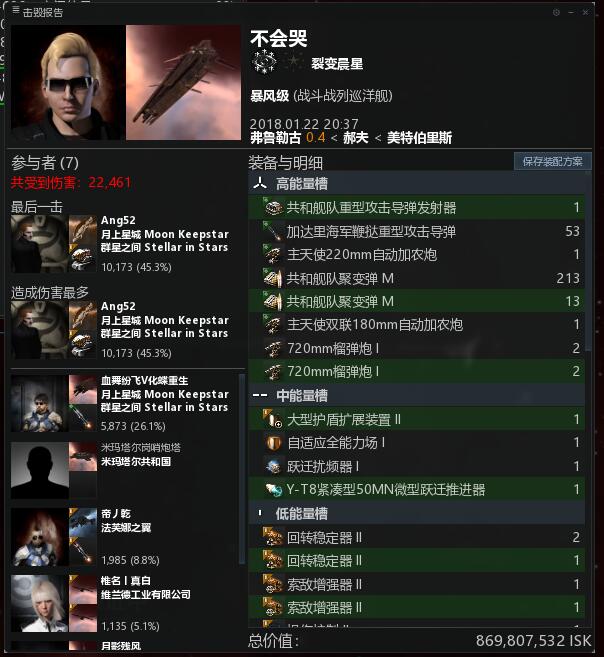 击毁报告
不会哭
裂变晨星
暴风级 (战斗战列巡洋舰)
2018.01.22 20:37
弗鲁勒古 0.4 < 郝夫 < 美特伯里斯
参与者 (7)
共受到伤害：22,461
最后一击
Ang52
月上星城 Moon Keepstar
群星之间 Stellar in Stars
10,173 (45.3%)
造成伤害最多
Ang52
月上星城 Moon Keepstar
群星之间 Stellar in Stars
10,173 (45.3%)
血舞纷飞V化蝶重生
月上星城 Moon Keepstar
群星之间 Stellar in Stars
5,873 (26.1%)
米玛塔尔岗哨炮塔
米玛塔尔共和国
帝丿乾
法芙娜之翼
1,985 (8.8%)
椎名丨真白
维兰德工业有限公司
1,135 (5.1%)
月影残风
装备与明细
保存装配方案
高能量槽
共和舰队重型攻击导弹发射器 1
加达里海军鞭挞重型攻击导弹 53
主天使220mm自动加农炮 1
共和舰队聚变弹 M 213
共和舰队聚变弹 M 13
主天使双联180mm自动加农炮 1
720mm榴弹炮 I 2
720mm榴弹炮 I 2
中能量槽
大型护盾扩展装置 II 1
自适应全能力场 I 1
跃迁扰频器 I 1
Y-T8紧凑型50MN微型跃迁推进器 1
低能量槽
回转稳定器 II 2
回转稳定器 II 1
索敌增强器 II 1
索敌增强器 II 1
总价值： 869,807,532 ISK